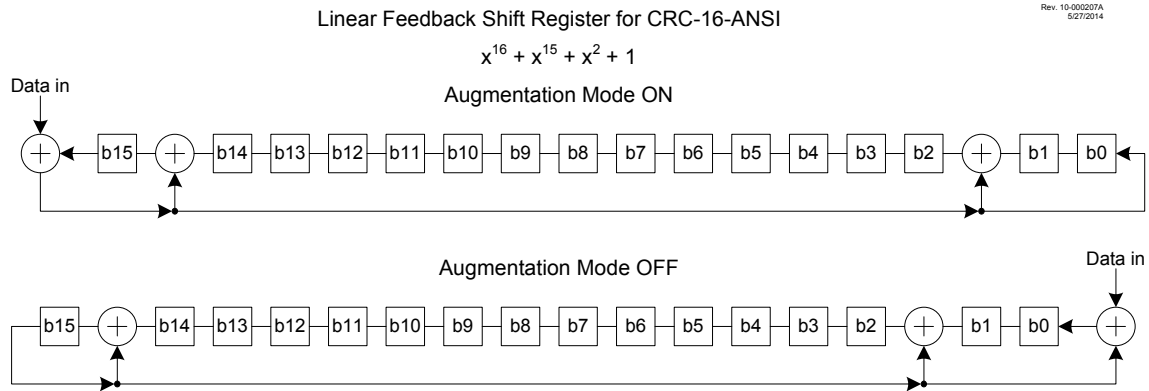 Linear Feedback Shift Register for CRC-16-ANSI
Rev. 10-000207A
5/27/2014
x¹⁶ + x¹⁵ + x² + 1
Augmentation Mode ON
Data in
b15 b14 b13 b12 b11 b10 b9 b8 b7 b6 b5 b4 b3 b2 b1 b0
Augmentation Mode OFF
Data in
b15 b14 b13 b12 b11 b10 b9 b8 b7 b6 b5 b4 b3 b2 b1 b0